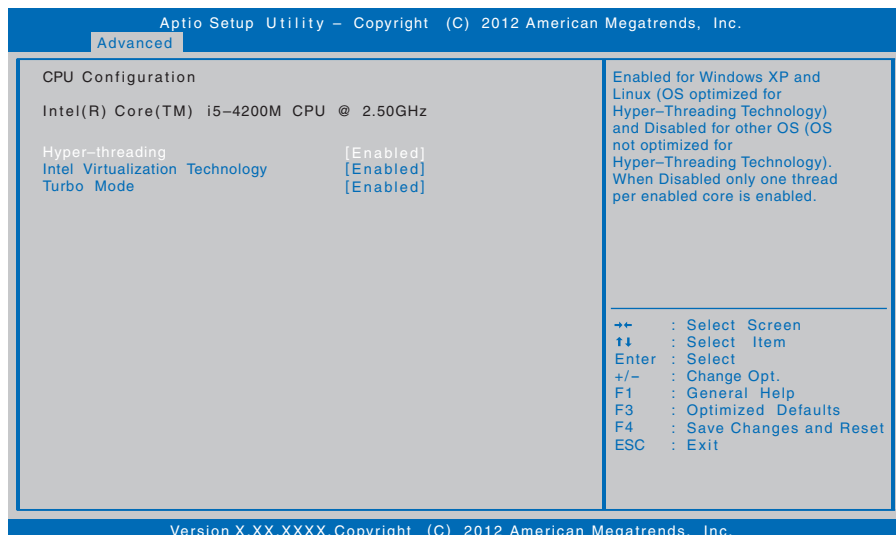 Aptio Setup Utility – Copyright (C) 2012 American Megatrends, Inc.
Advanced
CPU Configuration
Intel(R) Core(TM) i5–4200M CPU @ 2.50GHz
Hyper–threading [Enabled]
Intel Virtualization Technology [Enabled]
Turbo Mode [Enabled]
Enabled for Windows XP and
Linux (OS optimized for
Hyper–Threading Technology)
and Disabled for other OS (OS
not optimized for
Hyper–Threading Technology).
When Disabled only one thread
per enabled core is enabled.
→← : Select Screen
↑↓ : Select Item
Enter : Select
+/– : Change Opt.
F1 : General Help
F3 : Optimized Defaults
F4 : Save Changes and Reset
ESC : Exit
Version X.XX.XXXX.Copyright (C) 2012 American Megatrends, Inc.